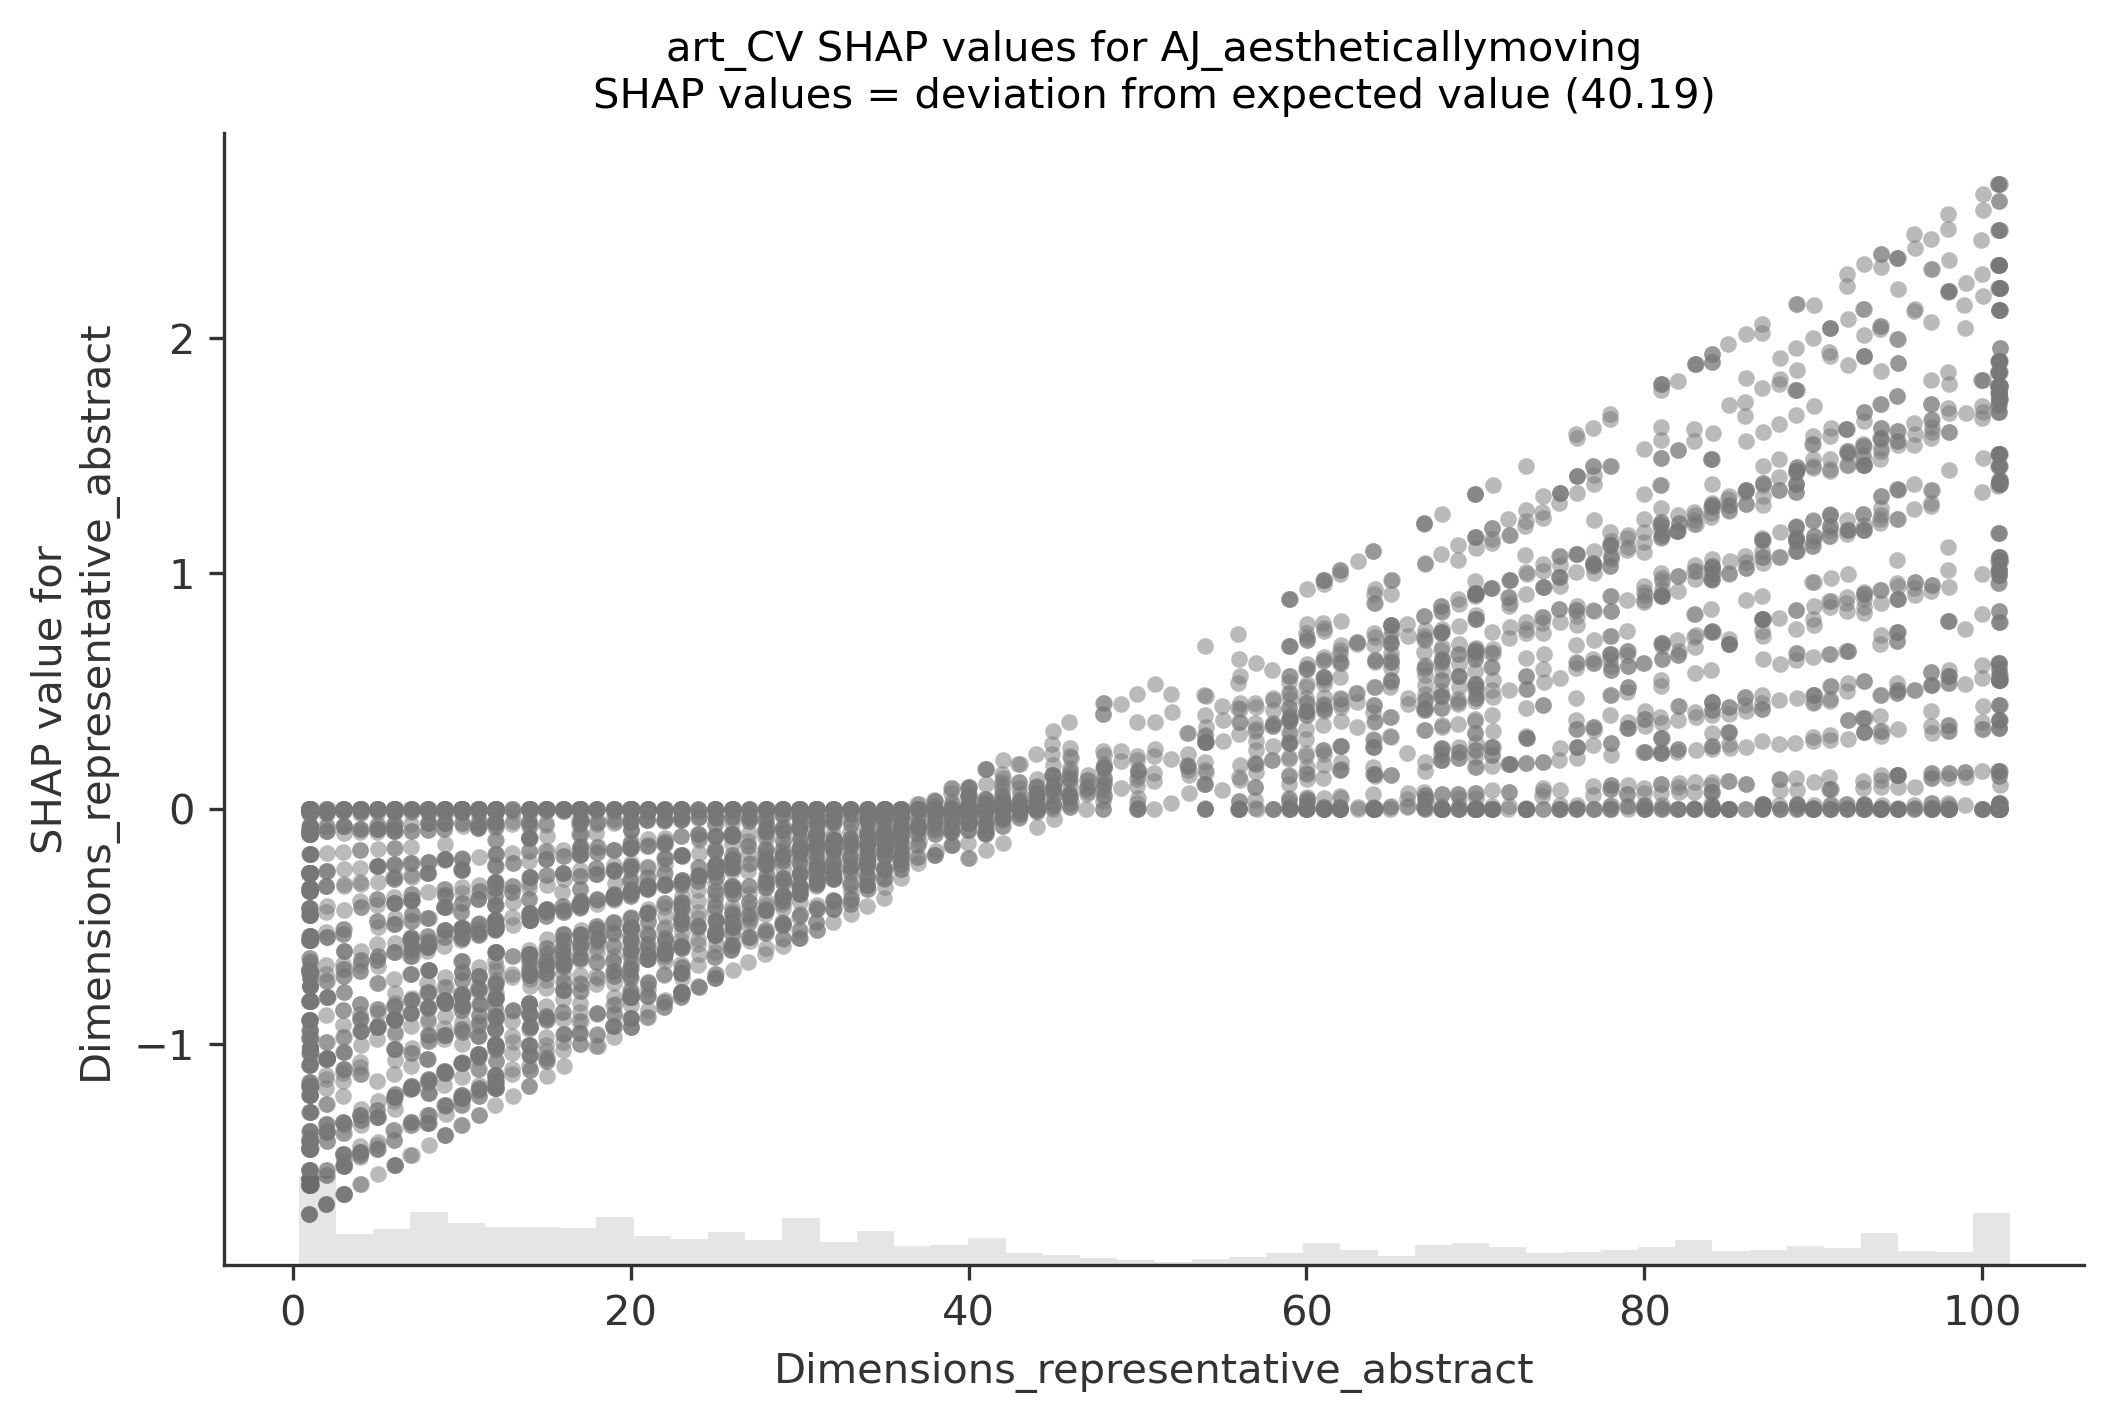 art_CV SHAP values for AJ_aestheticallymoving
SHAP values = deviation from expected value (40.19)
SHAP value for
Dimensions_representative_abstract
2
1
0
−1
0
20
40
60
80
100
Dimensions_representative_abstract